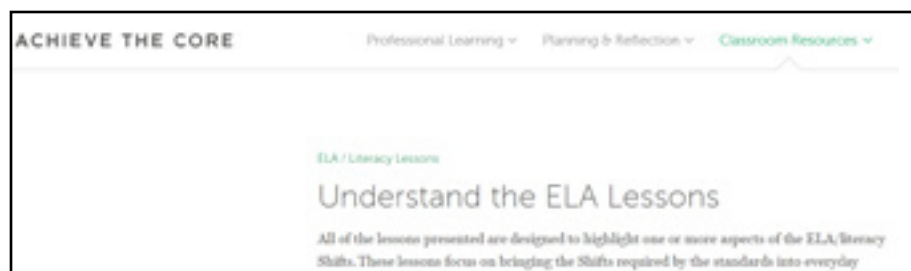 ACHIEVE THE CORE Professional Learning Planning & Reflection Classroom Resources
ELA / Literacy Lessons
Understand the ELA Lessons
All of the lessons presented are designed to highlight one or more aspects of the ELA/literacy
Shifts. These lessons focus on bringing the Shifts required by the standards into everyday